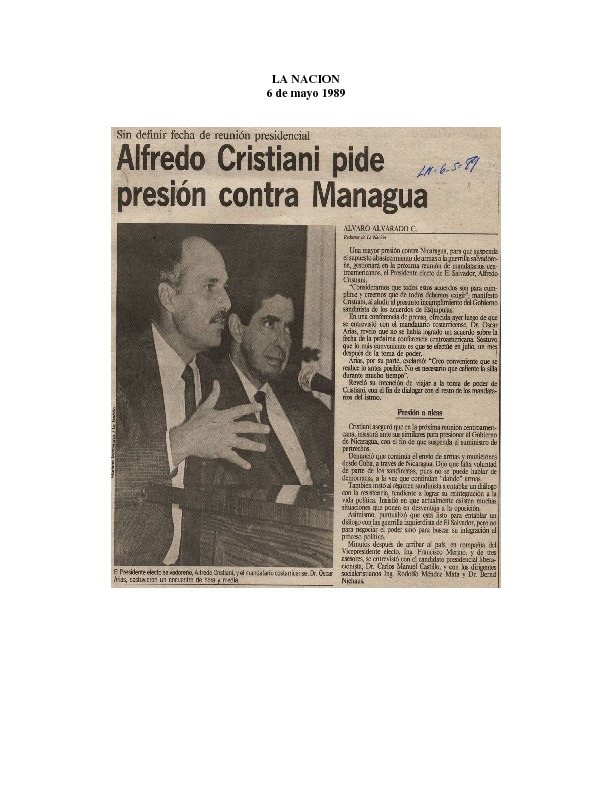 LA NACION
6 de mayo 1989
Sin definir fecha de reunión presidencial
Alfredo Cristiani pide
presión contra Managua
LN-6-5-89
ALVARO ALVARADO C.
Redactor de La Nación
Una mayor presión contra Nicaragua, para que suspenda
el supuesto abastecimiento de armas a la guerrilla salvadore-
ña, gestionará en la próxima reunión de mandatarios cen-
troamericanos, el Presidente electo de El Salvador, Alfredo
Cristiani.
"Consideramos que todos estos acuerdos son para cum-
plirse y creemos que de todos debemos exigir", manifestó
Cristiani, al aludir al presunto incumplimiento del Gobierno
sandinista de los acuerdos de Esquipulas.
En una conferencia de prensa, ofrecida ayer luego de que
se entrevistó con el mandatario costarricense, Dr. Oscar
Arias, reveló que no se había logrado un acuerdo sobre la
fecha de la próxima conferencia centroamericana. Sostuvo
que lo más conveniente es que se efectúe en julio, un mes
después de la toma de poder.
Arias, por su parte, exclamó: "Creo conveniente que se
realice lo antes posible. No es necesario que caliente la silla
durante mucho tiempo".
Reveló su intención de viajar a la toma de poder de
Cristiani, con el fin de dialogar con el resto de los mandata-
rios del istmo.
Presión a nicas
Cristiani aseguró que en la próxima reunión centroameri-
cana, instará ante sus similares para presionar al Gobierno
de Nicaragua, con el fin de que suspenda el suministro de
pertrechos.
Denunció que continúa el envío de armas y municiones
desde Cuba, a través de Nicaragua. Dijo que falta voluntad
de parte de los sandinistas, pues no se puede hablar de
democracia, a la vez que continúan "dando" armas.
También instó al régimen sandinista a entablar un diálogo
con la resistencia, tendiente a lograr su reintegración a la
vida política. Insistió en que actualmente existen muchas
situaciones que ponen en desventaja a la oposición.
Asimismo, puntualizó que está listo para entablar un
diálogo con las guerrilla izquierdista de El Salvador, pero no
para negociar el poder sino para buscar su integración al
proceso político.
Minutos después de arribar al país, en compañía del
Vicepresidente electo, Ing. Francisco Merino, y de tres
asesores, se entrevistó con el candidato presidencial libera-
cionista, Dr. Carlos Manuel Castillo, y con los dirigentes
socialcristianos Ing. Rodolfo Méndez Mata y Dr. Bernd
Niehaus.
El Presidente electo salvadoreño, Alfredo Cristiani, y el mandatario costarricense, Dr. Oscar
Arias, sostuvieron un encuentro de hora y media.